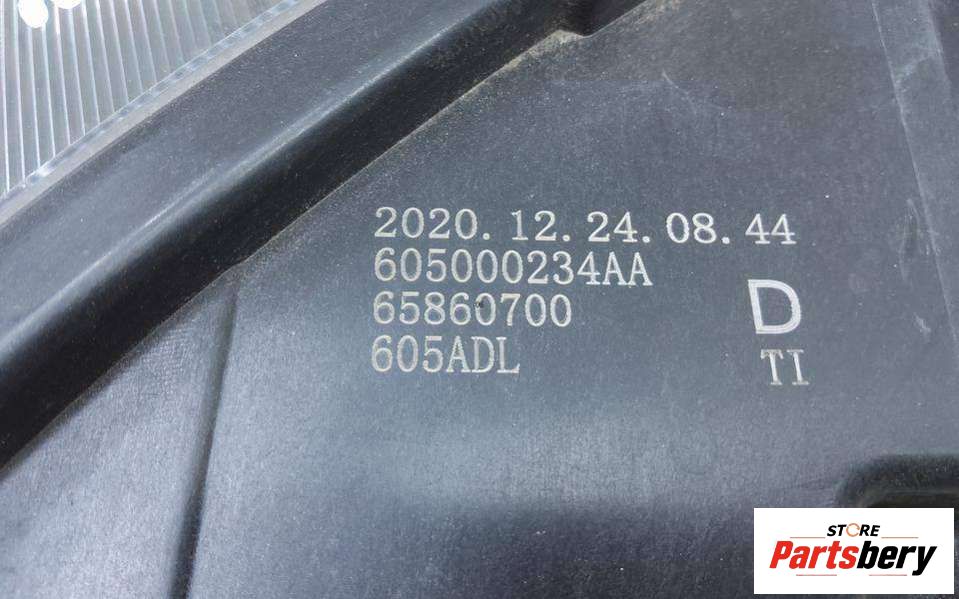 2020.12.24.08.44
605000234AA
65860700
605ADL
D
TI
STORE
Partsbery